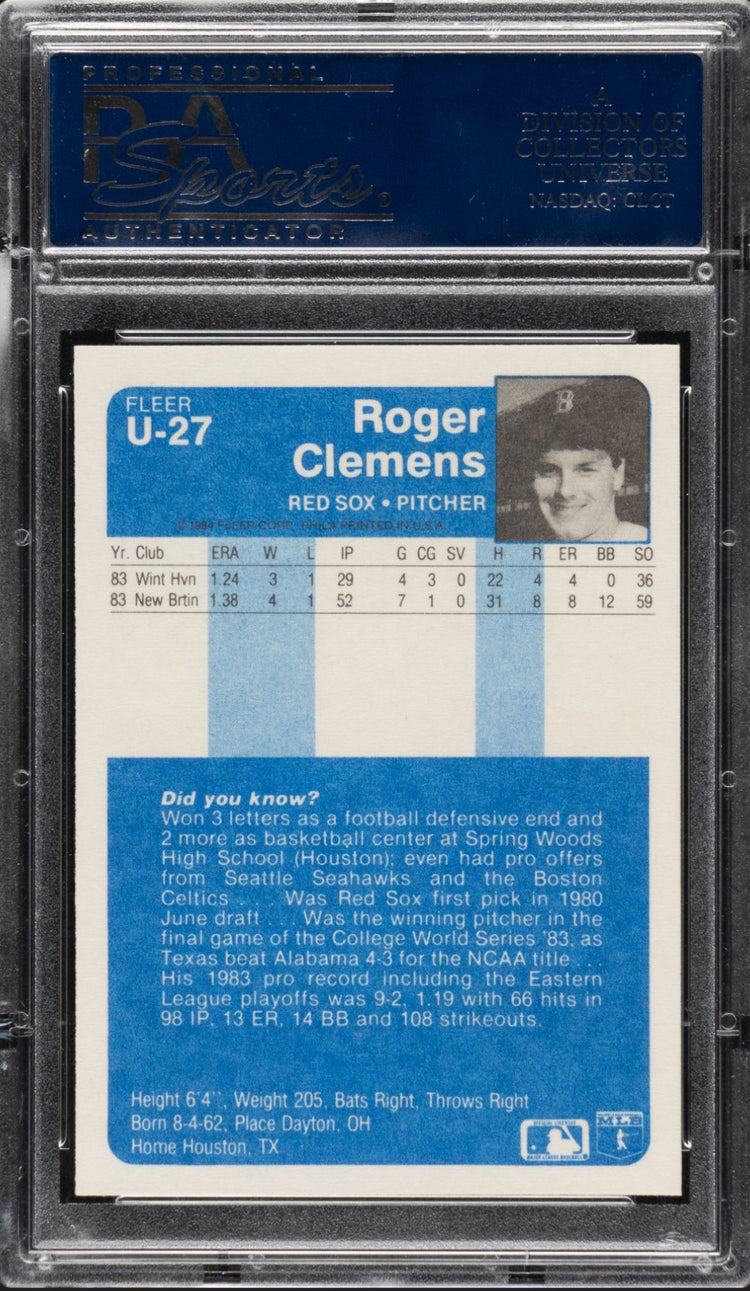 PROFESSIONAL
PSA
Sports®
AUTHENTICATOR
A
DIVISION OF
COLLECTORS
UNIVERSE
NASDAQ: CLCT
FLEER
U-27
Roger
Clemens
RED SOX • PITCHER
© 1984 FLEER CORP. PHILA PRINTED IN U.S.A.
B
Yr. Club ERA W L IP G CG SV H R ER BB SO
83 Wint Hvn 1.24 3 1 29 4 3 0 22 4 4 0 36
83 New Brtin 1.38 4 1 52 7 1 0 31 8 8 12 59
Did you know?
Won 3 letters as a football defensive end and
2 more as basketball center at Spring Woods
High School (Houston); even had pro offers
from Seattle Seahawks and the Boston
Celtics . . . Was Red Sox first pick in 1980
June draft . . . Was the winning pitcher in the
final game of the College World Series '83, as
Texas beat Alabama 4-3 for the NCAA title . . .
His 1983 pro record including the Eastern
League playoffs was 9-2, 1.19 with 66 hits in
98 IP, 13 ER, 14 BB and 108 strikeouts.
Height 6'4'', Weight 205, Bats Right, Throws Right
Born 8-4-62, Place Dayton, OH
Home Houston, TX
OFFICIAL LICENSEE
MAJOR LEAGUE BASEBALL
MLB